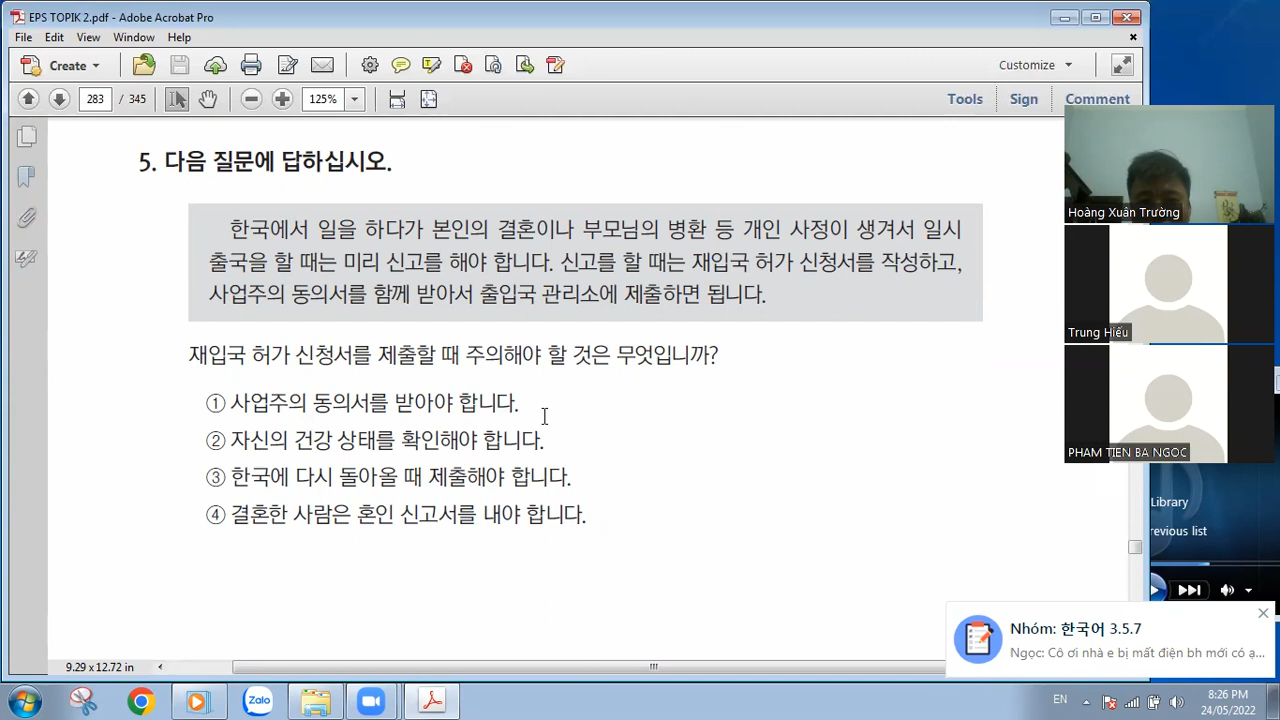 EPS TOPIK 2.pdf - Adobe Acrobat Pro
File Edit View Window Help
Create
Customize
283 / 345
125%
Tools Sign Comment
5. 다음 질문에 답하십시오.
한국에서 일을 하다가 본인의 결혼이나 부모님의 병환 등 개인 사정이 생겨서 일시
출국을 할 때는 미리 신고를 해야 합니다. 신고를 할 때는 재입국 허가 신청서를 작성하고,
사업주의 동의서를 함께 받아서 출입국 관리소에 제출하면 됩니다.
재입국 허가 신청서를 제출할 때 주의해야 할 것은 무엇입니까?
① 사업주의 동의서를 받아야 합니다.
② 자신의 건강 상태를 확인해야 합니다.
③ 한국에 다시 돌아올 때 제출해야 합니다.
④ 결혼한 사람은 혼인 신고서를 내야 합니다.
9.29 x 12.72 in
Hoàng Xuân Trường
Trung Hiếu
PHAM TIEN BA NGOC
Library
revious list
Nhóm: 한국어 3.5.7
Ngọc: Cô ơi nhà e bị mất điện bh mới có ạ...
Zalo
EN
8:26 PM
24/05/2022